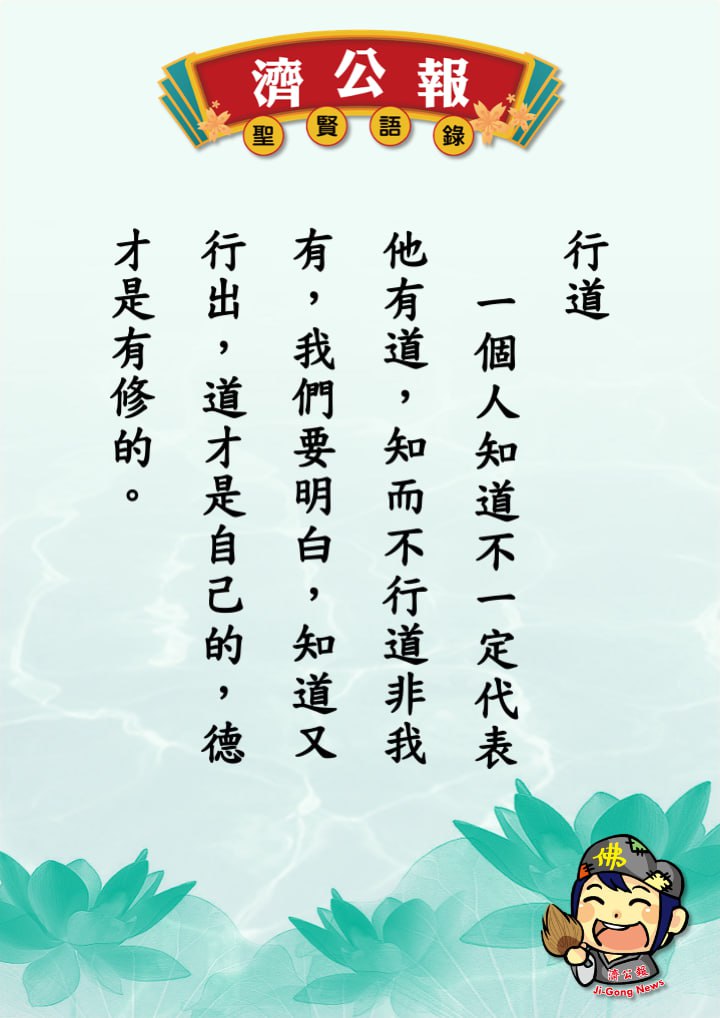 濟公報
聖賢語錄
行道
一個人知道不一定代表
他有道，知而不行道非我
有，我們要明白，知道又
行出，道才是自己的，德
才是有修的。
佛
濟公報
Ji-Gong News